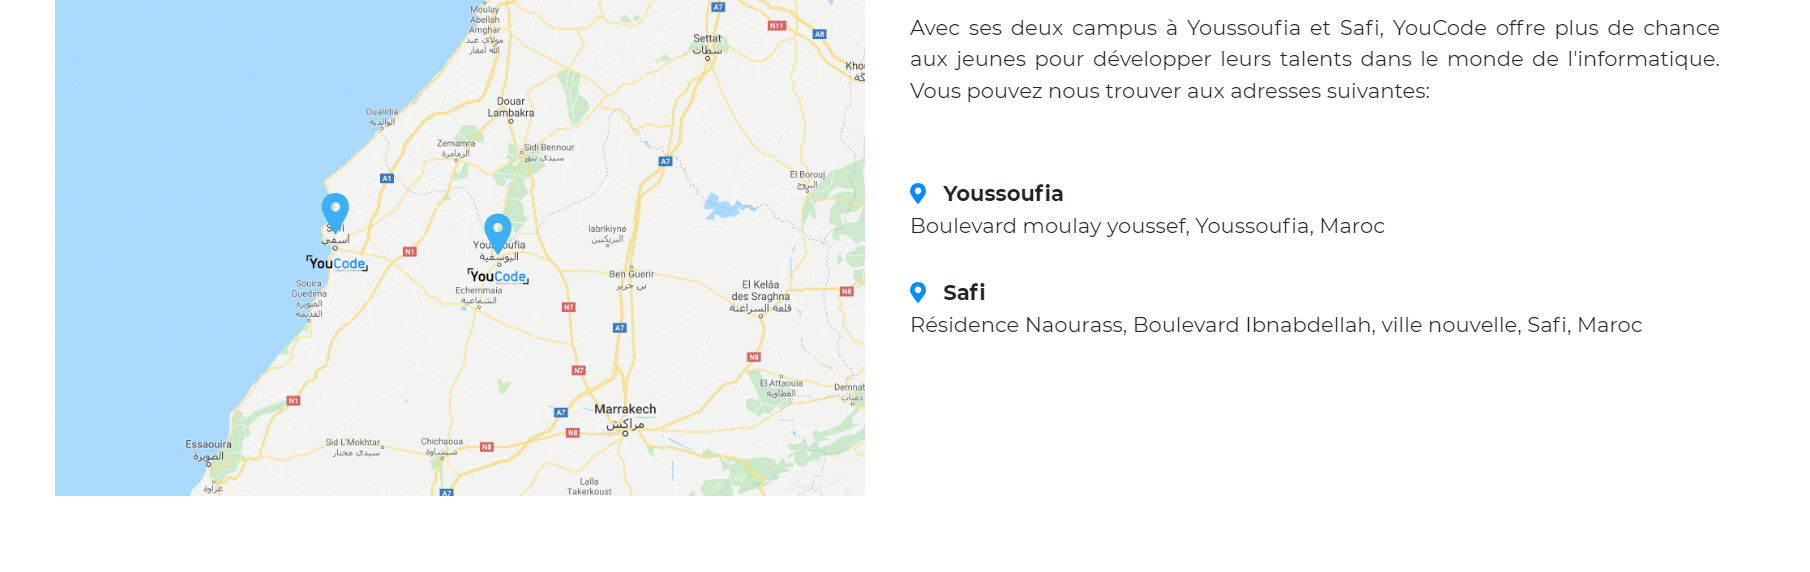 Moulay
Abellah
Amghar
مولاي عبد
الله أمغار
A7
N11
A8
Settat
سطات
Khou
Oualidia
الوالدية
Douar
Lambakra
Zemamra
الزمامرة
Sidi Bennour
سيدي بنور
A7
A1
El Borouj
البروج
Safi
آسفي
YouCode
N1
Youssoufia
اليوسفية
YouCode
labrikiyne
البريكيين
Ben Guerir
بن جرير
Souira
Guedima
الصويرة
القديمة
Echemmaia
الشماعية
N7
El Kelâa
des Sraghna
قلعة السراغنة
N8
A7
N8
N7
El Attaouia
العطاوية
Demnat
دمنات
N1
A7
Marrakech
مراكش
N8
Essaouira
الصويرة
Sid L'Mokhtar
سيدي مختار
Chichaoua
شيشاوة
N8
Lalla
Takerkoust
A7
Avec ses deux campus à Youssoufia et Safi, YouCode offre plus de chance
aux jeunes pour développer leurs talents dans le monde de l'informatique.
Vous pouvez nous trouver aux adresses suivantes:
Youssoufia
Boulevard moulay youssef, Youssoufia, Maroc
Safi
Résidence Naourass, Boulevard Ibnabdellah, ville nouvelle, Safi, Maroc